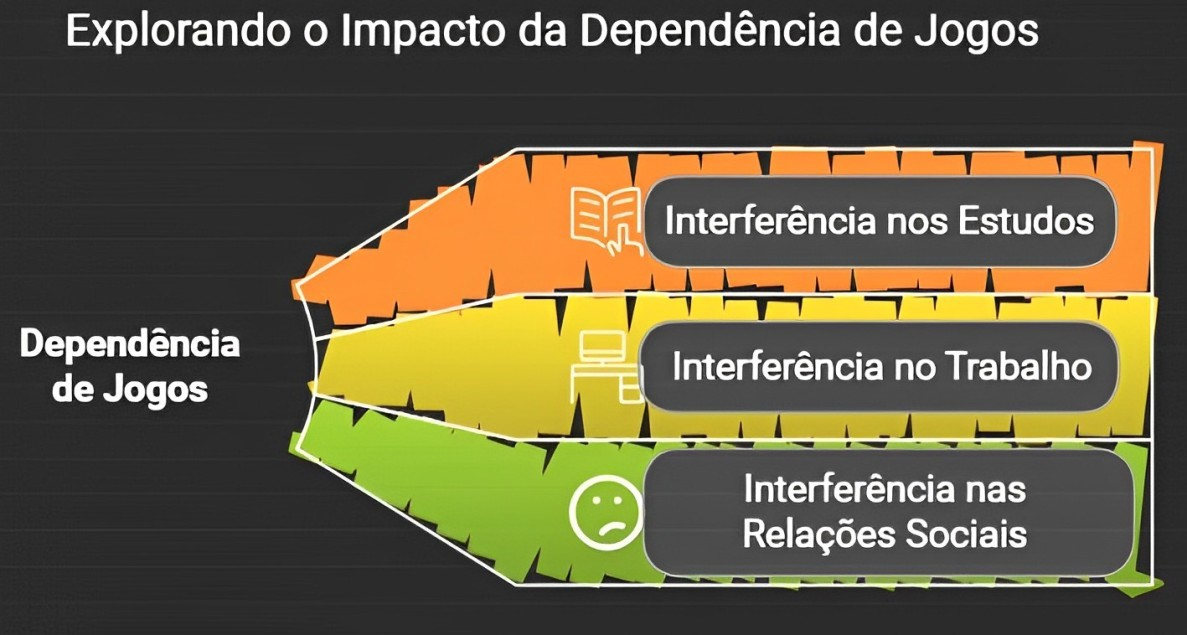 Explorando o Impacto da Dependência de Jogos
Interferência nos Estudos
Dependência
de Jogos
Interferência no Trabalho
Interferência nas
Relações Sociais